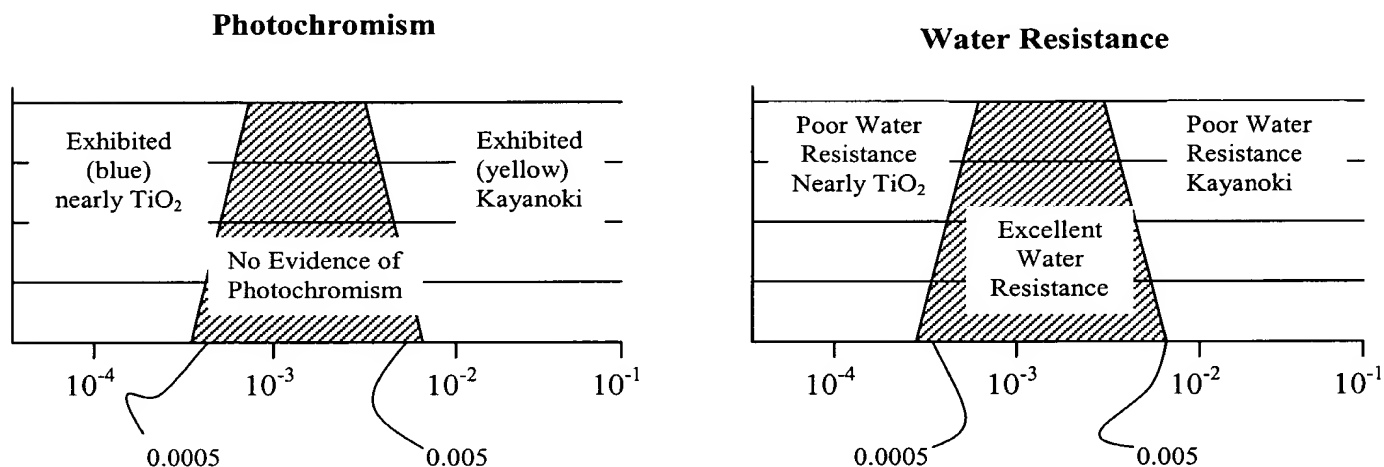 Photochromism
Exhibited
(blue)
nearly TiO₂
Exhibited
(yellow)
Kayanoki
No Evidence of
Photochromism
10⁻⁴
10⁻³
10⁻²
10⁻¹
0.0005
0.005
Water Resistance
Poor Water
Resistance
Nearly TiO₂
Poor Water
Resistance
Kayanoki
Excellent
Water
Resistance
10⁻⁴
10⁻³
10⁻²
10⁻¹
0.0005
0.005